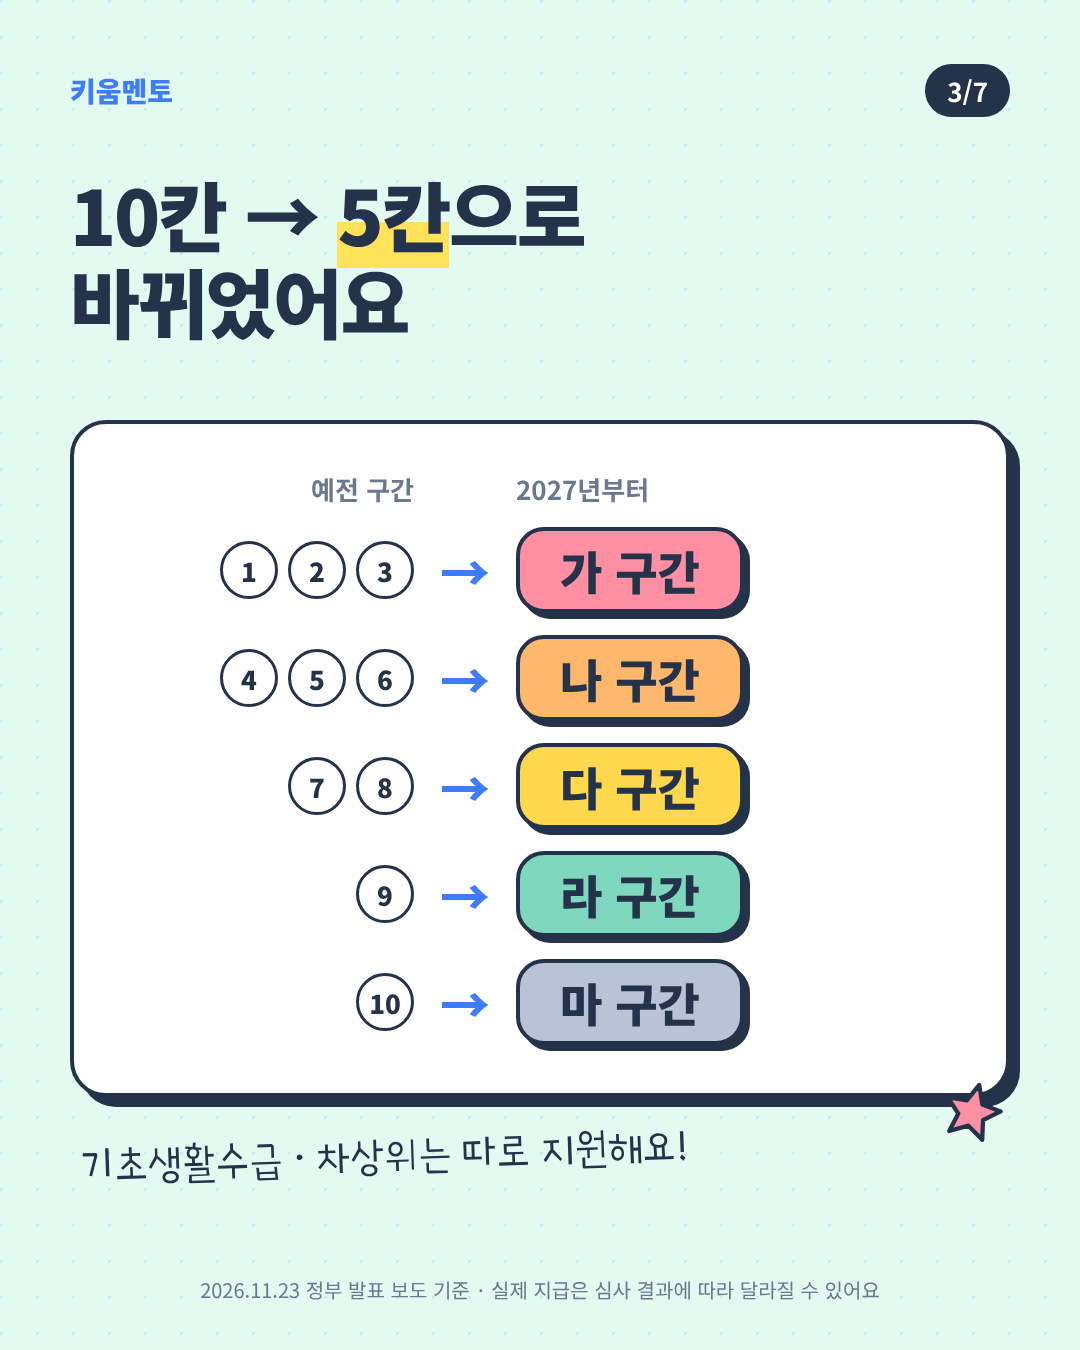 키움멘토
3/7
10칸 → 5칸으로
바뀌었어요
예전 구간 2027년부터
1 2 3 → 가 구간
4 5 6 → 나 구간
7 8 → 다 구간
9 → 라 구간
10 → 마 구간
기초생활수급 · 차상위는 따로 지원해요!
2026.11.23 정부 발표 보도 기준 · 실제 지급은 심사 결과에 따라 달라질 수 있어요